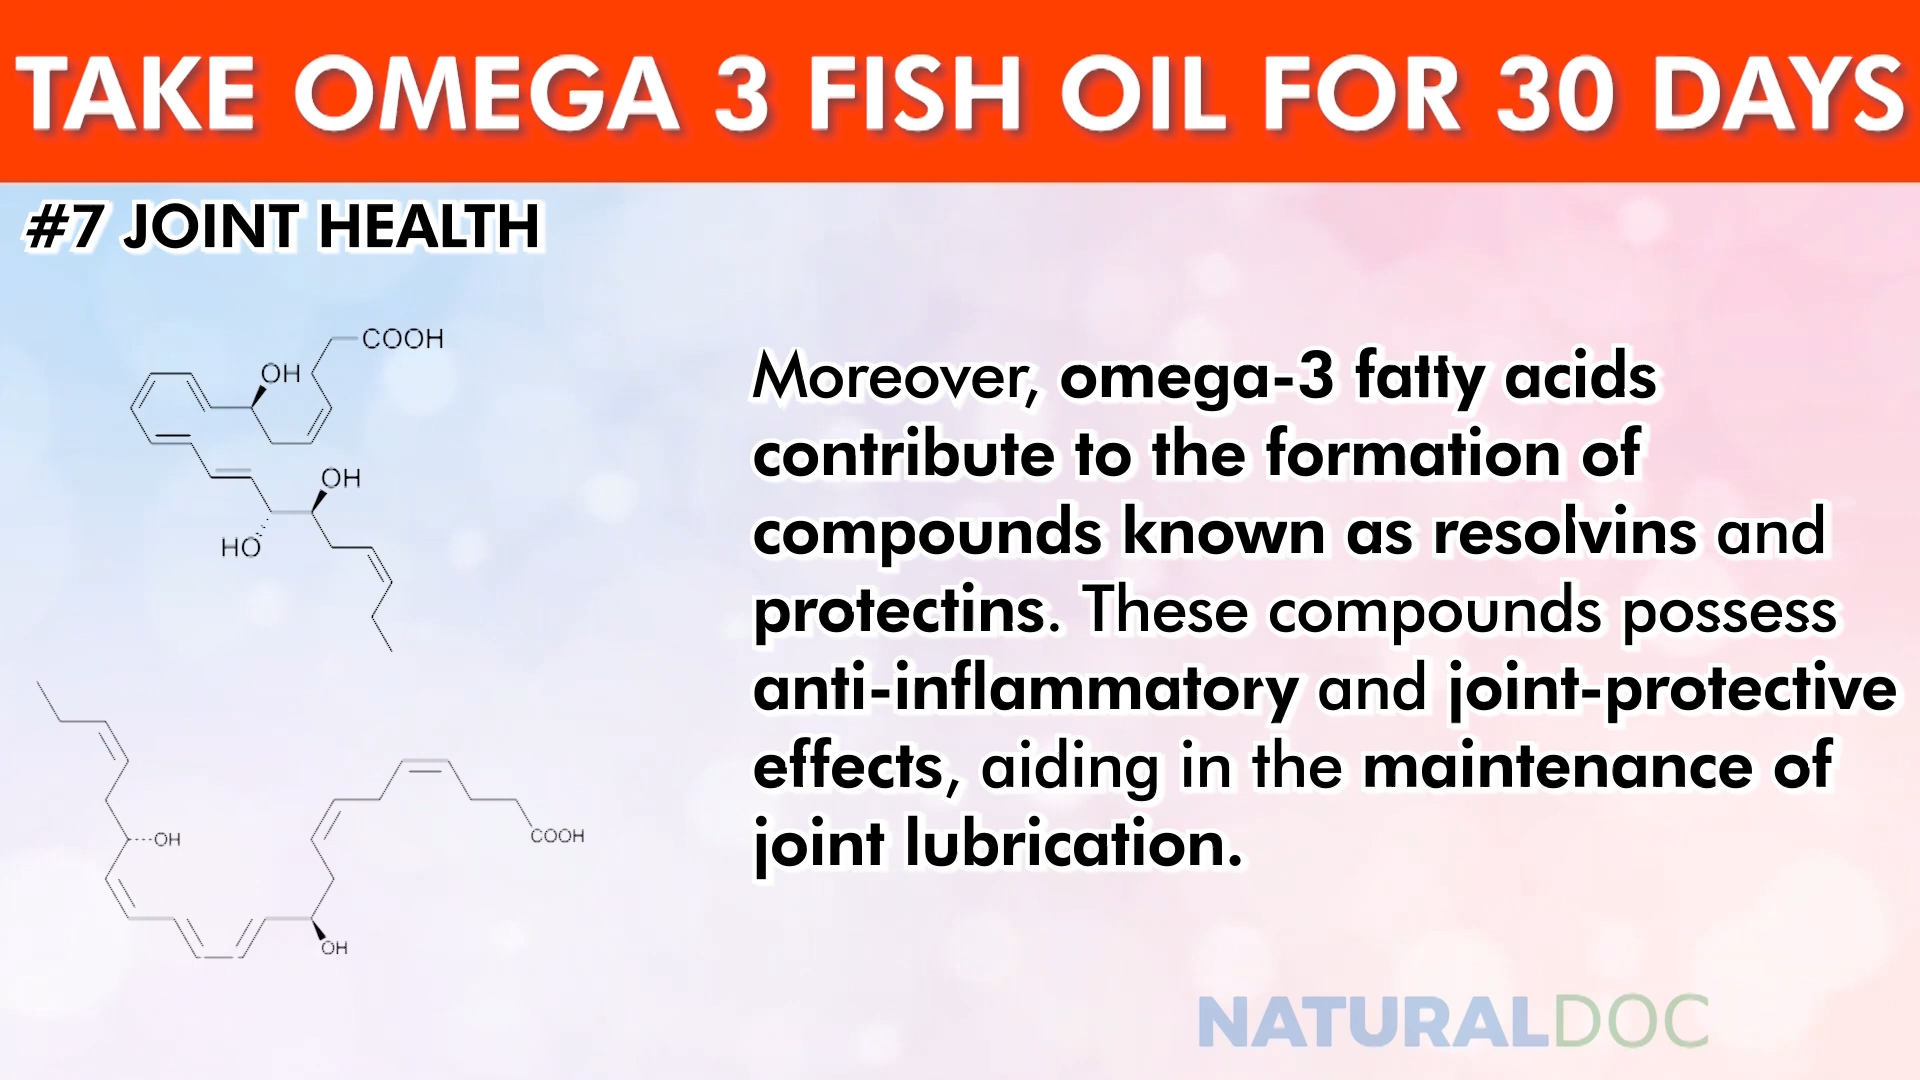 TAKE OMEGA 3 FISH OIL FOR 30 DAYS
#7 JOINT HEALTH
COOH
OH
OH
HO
OH
COOH
OH
Moreover, omega-3 fatty acids
contribute to the formation of
compounds known as resolvins and
protectins. These compounds possess
anti-inflammatory and joint-protective
effects, aiding in the maintenance of
joint lubrication.
NATURALDOC